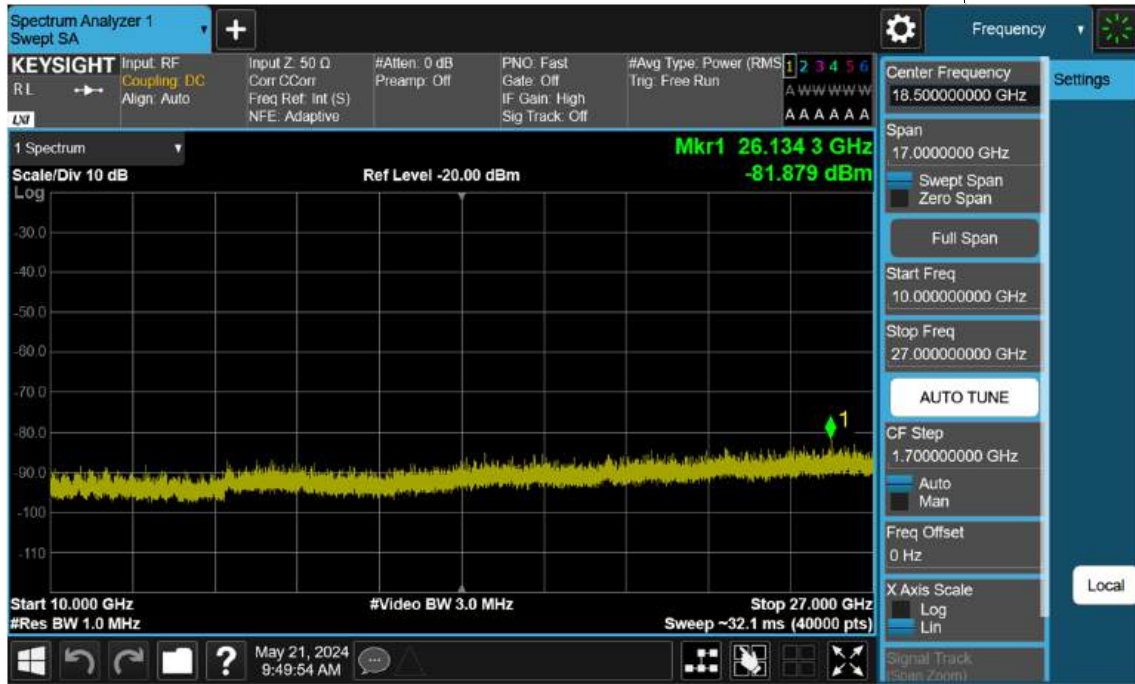 Spectrum Analyzer 1
Swept SA
Frequency
KEYSIGHT
R L
LXI
Input: RF
Coupling: DC
Align: Auto
Input Z: 50 Ω
Corr CCorr
Freq Ref: Int (S)
NFE: Adaptive
#Atten: 0 dB
Preamp: Off
PNO: Fast
Gate: Off
IF Gain: High
Sig Track: Off
#Avg Type: Power (RMS
Trig: Free Run
1 2 3 4 5 6
A W W W W W
A A A A A A
1 Spectrum
Mkr1 26.134 3 GHz
Scale/Div 10 dB
Ref Level -20.00 dBm
-81.879 dBm
Log
-30.0
-40.0
-50.0
-60.0
-70.0
-80.0
-90.0
-100
-110
1
Start 10.000 GHz
#Video BW 3.0 MHz
Stop 27.000 GHz
#Res BW 1.0 MHz
Sweep ~32.1 ms (40000 pts)
Center Frequency
18.500000000 GHz
Span
17.0000000 GHz
Swept Span
Zero Span
Full Span
Start Freq
10.000000000 GHz
Stop Freq
27.000000000 GHz
AUTO TUNE
CF Step
1.700000000 GHz
Auto
Man
Freq Offset
0 Hz
X Axis Scale
Log
Lin
Signal Track
(Span Zoom)
Settings
Local
?
May 21, 2024
9:49:54 AM